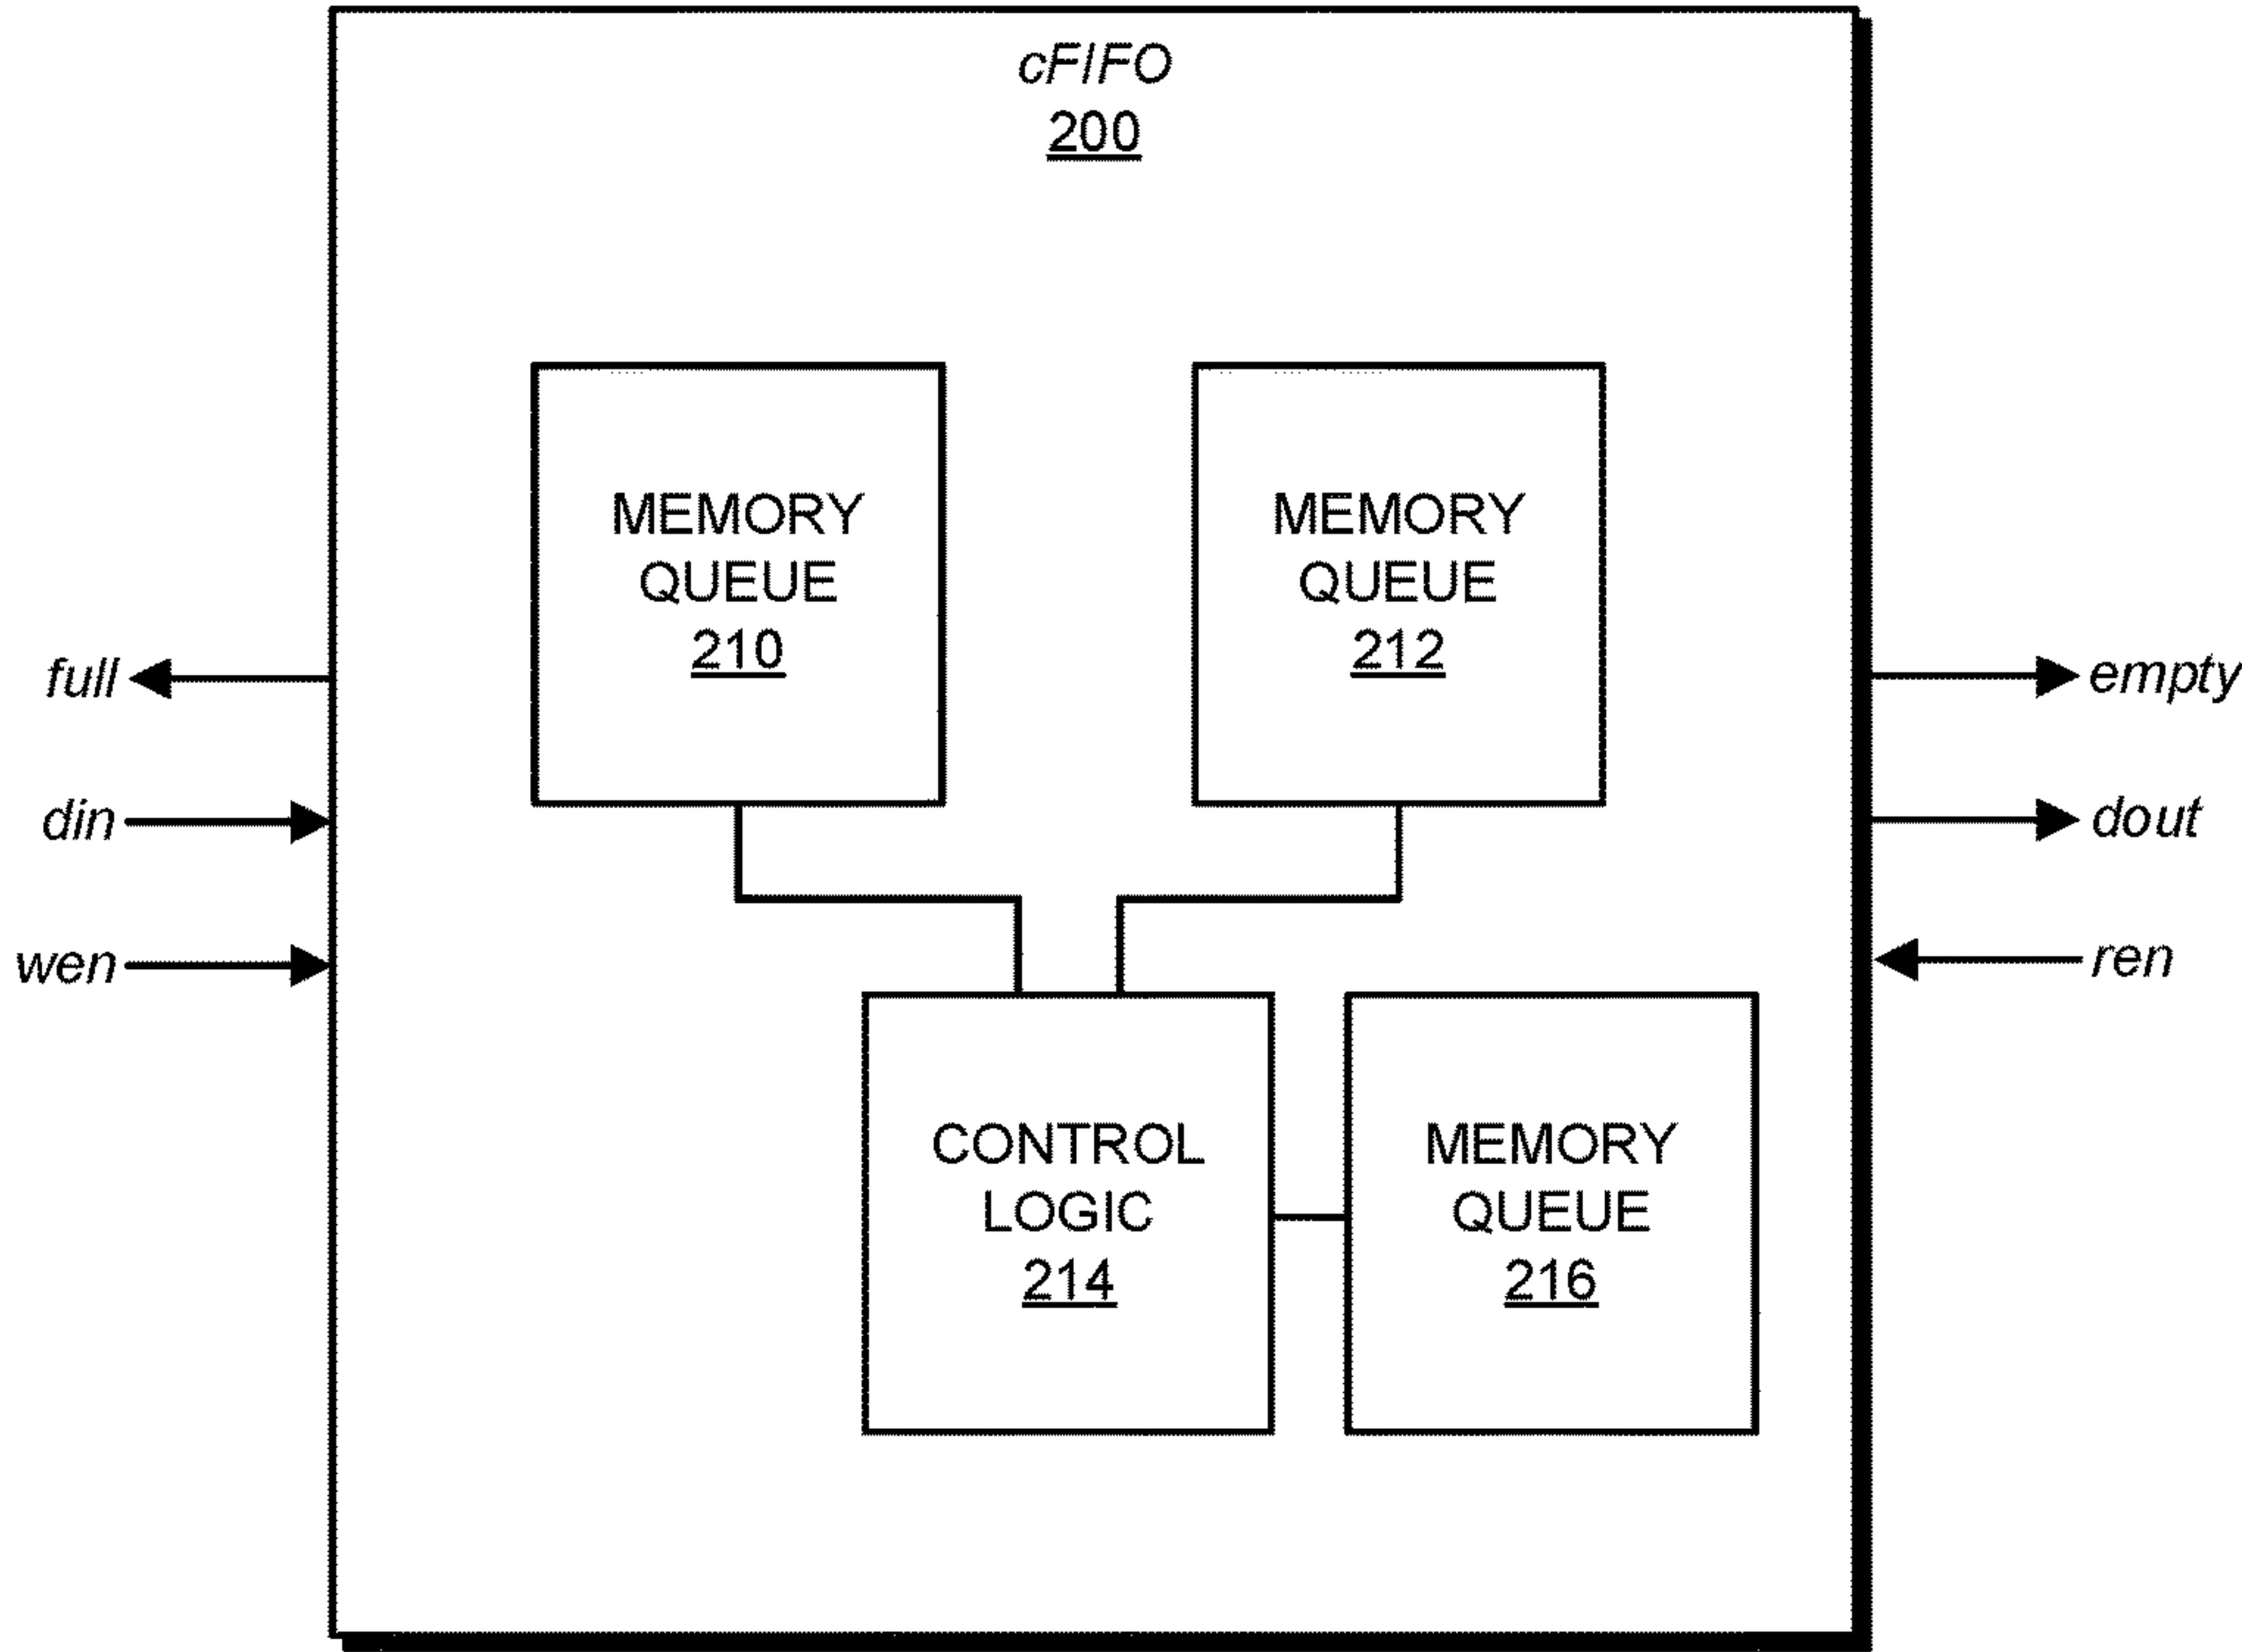 cFIFO
200
MEMORY
QUEUE
210
MEMORY
QUEUE
212
full
din
wen
empty
dout
ren
CONTROL
LOGIC
214
MEMORY
QUEUE
216